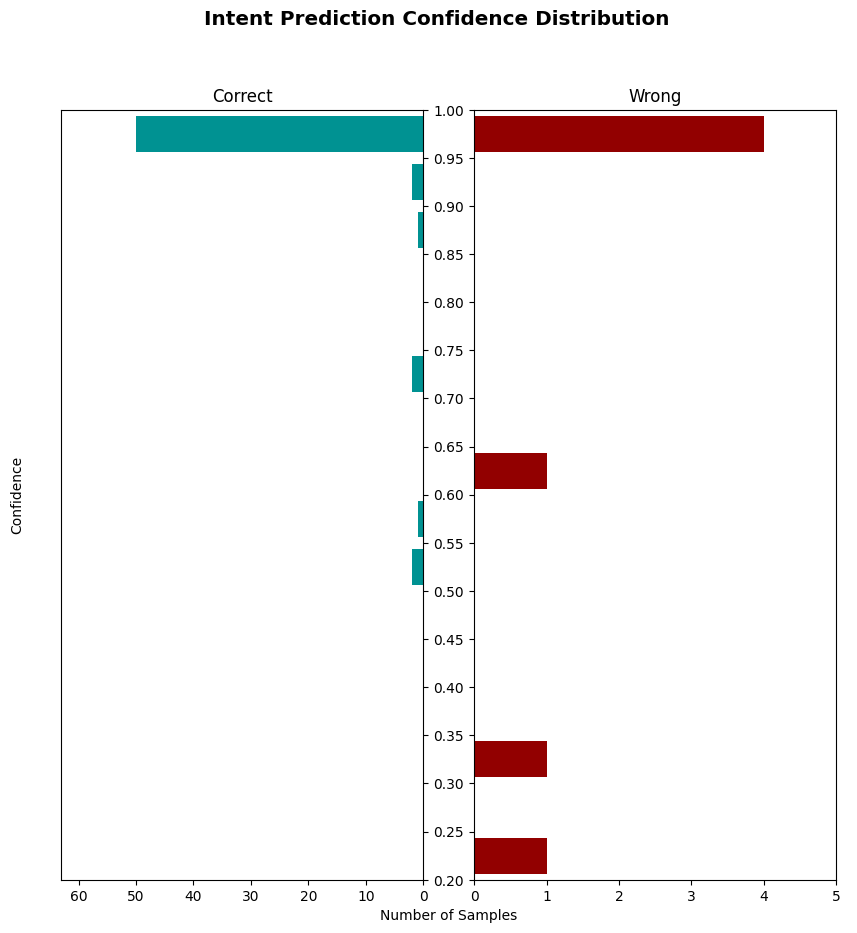 Intent Prediction Confidence Distribution
Correct
Wrong
1.00
0.95
0.90
0.85
0.80
0.75
0.70
0.65
0.60
0.55
0.50
0.45
0.40
0.35
0.30
0.25
0.20
Confidence
60 50 40 30 20 10 0
0 1 2 3 4 5
Number of Samples